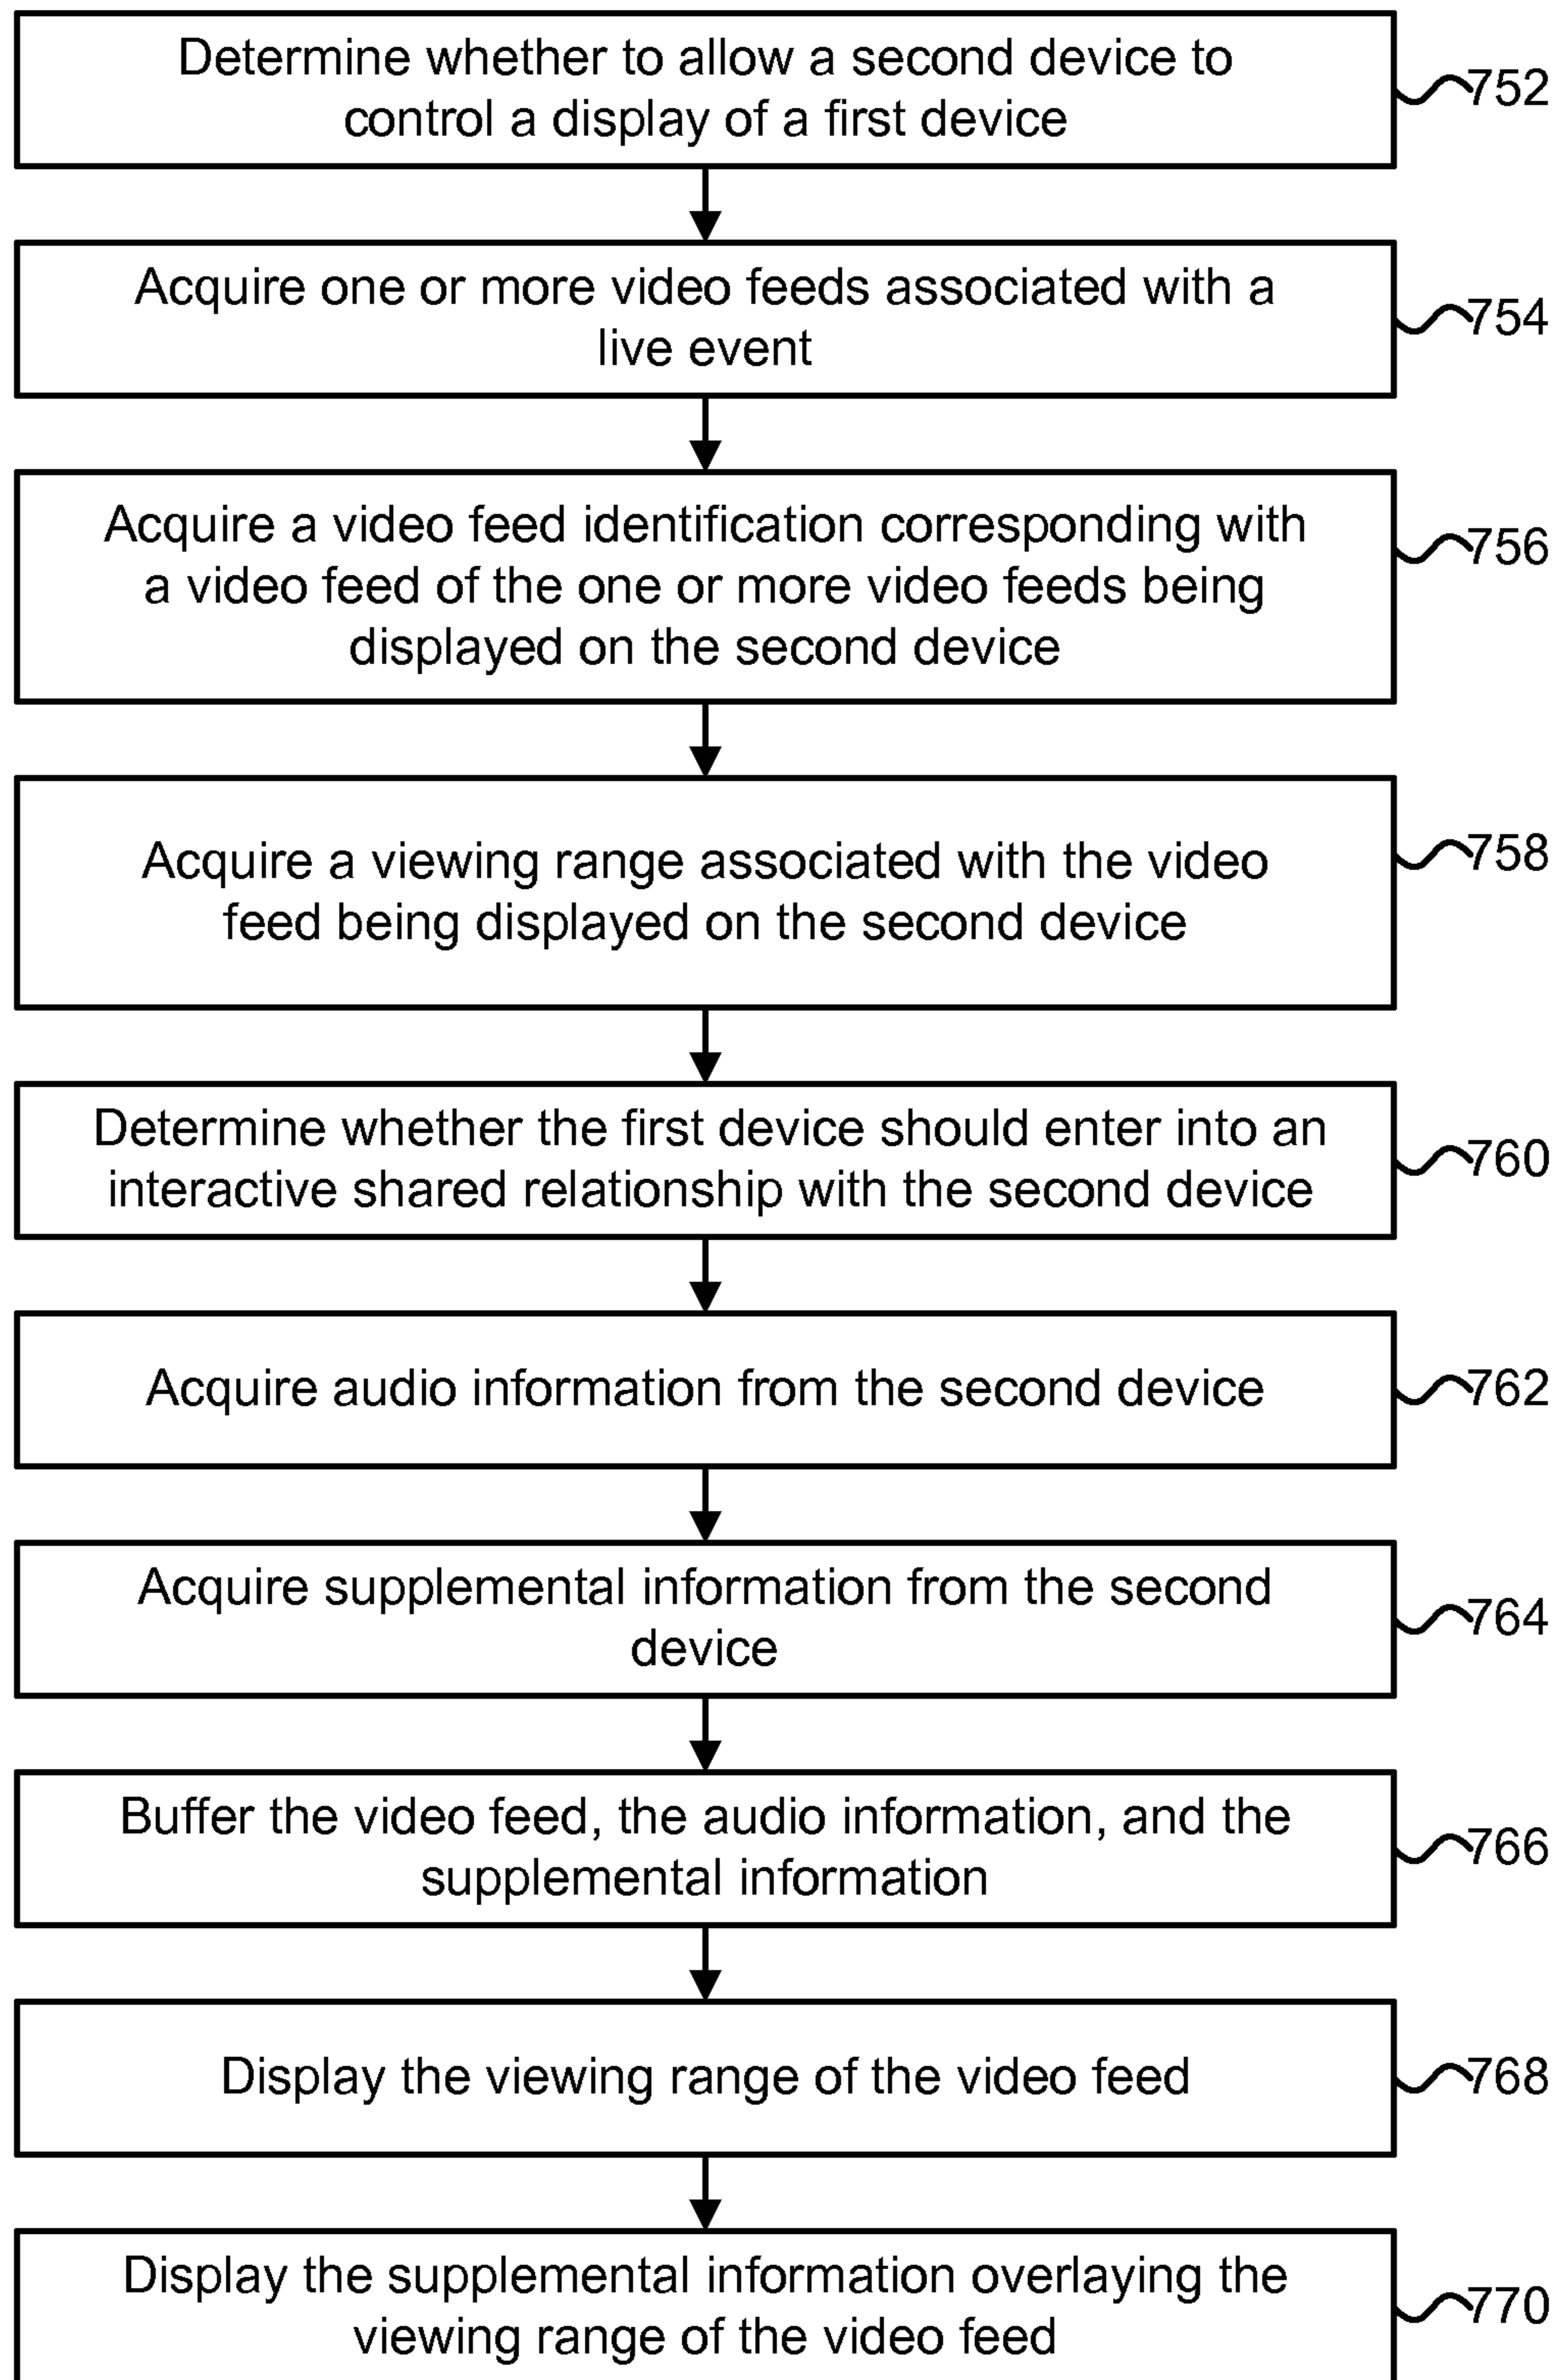 Determine whether to allow a second device to
control a display of a first device
752
Acquire one or more video feeds associated with a
live event
754
Acquire a video feed identification corresponding with
a video feed of the one or more video feeds being
displayed on the second device
756
Acquire a viewing range associated with the video
feed being displayed on the second device
758
Determine whether the first device should enter into an
interactive shared relationship with the second device
760
Acquire audio information from the second device
762
Acquire supplemental information from the second
device
764
Buffer the video feed, the audio information, and the
supplemental information
766
Display the viewing range of the video feed
768
Display the supplemental information overlaying the
viewing range of the video feed
770